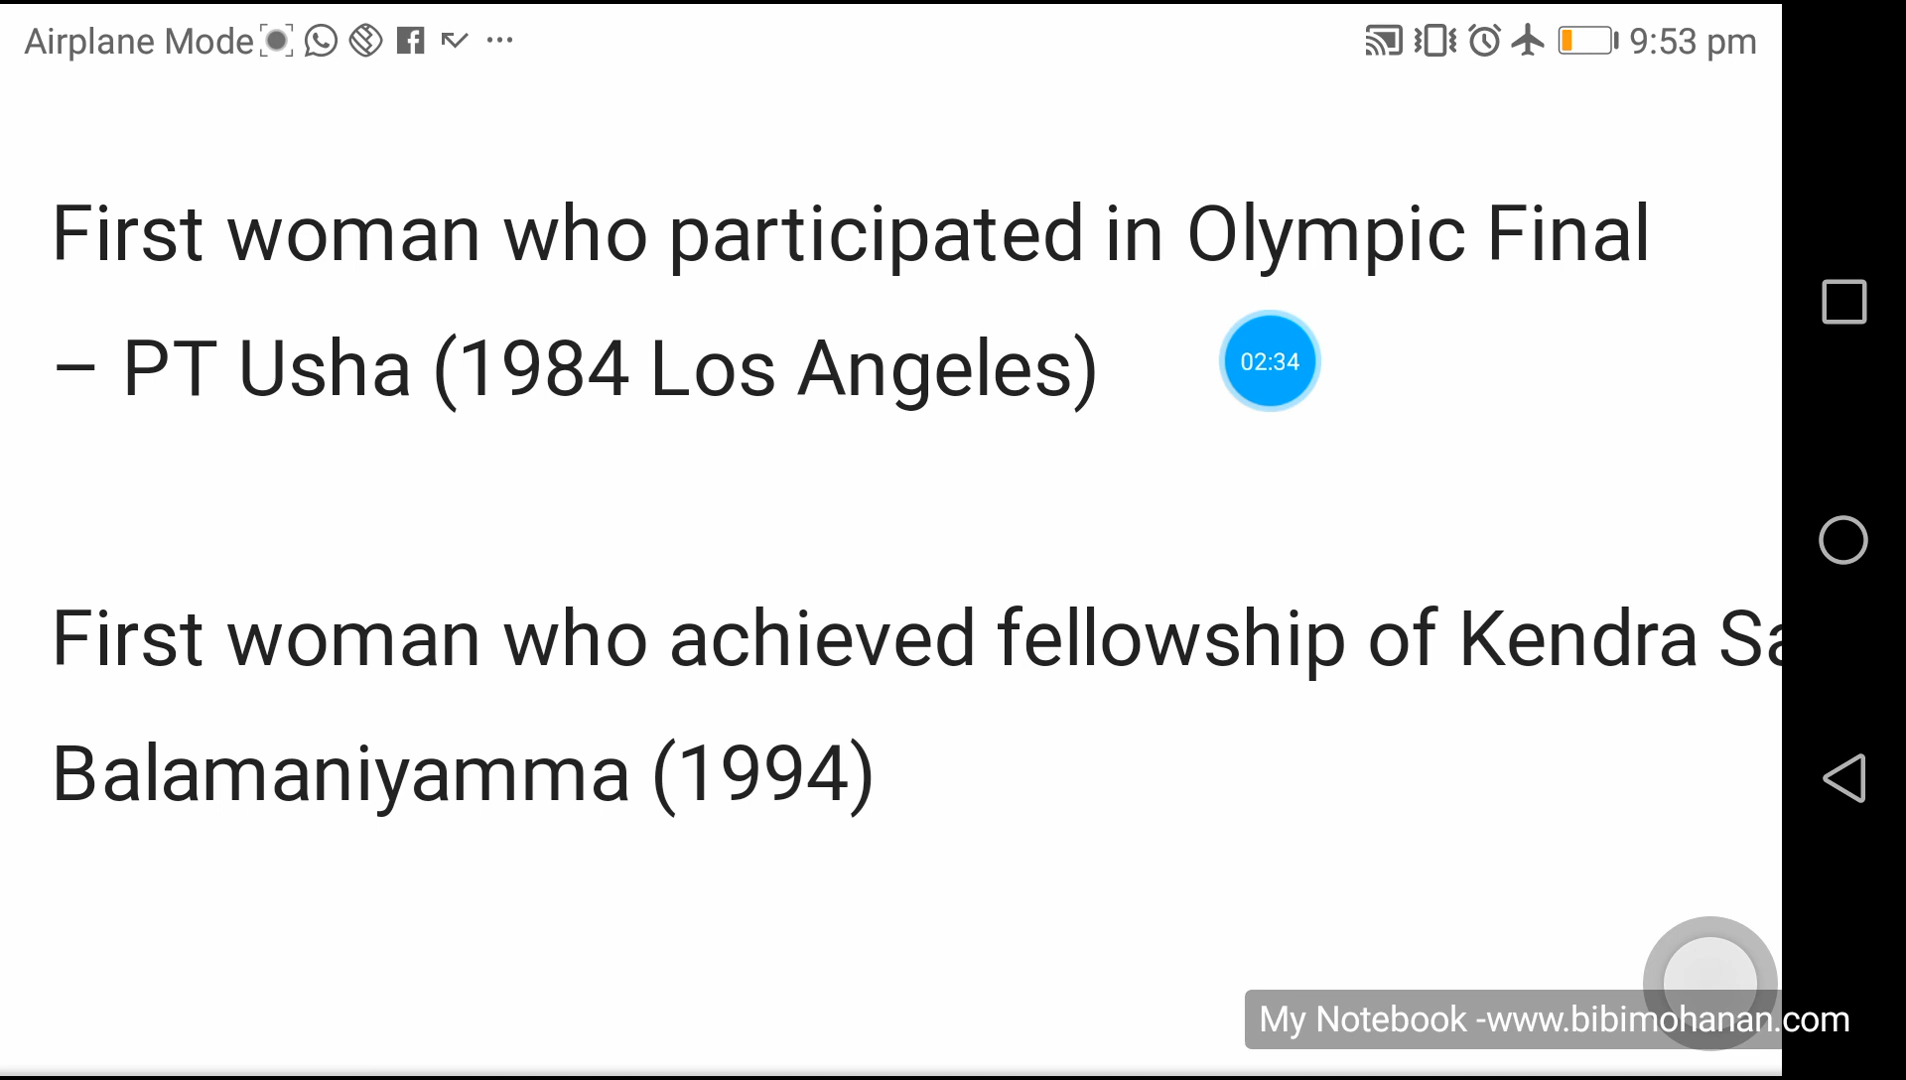 Airplane Mode ... 9:53 pm
First woman who participated in Olympic Final
– PT Usha (1984 Los Angeles)
02:34
First woman who achieved fellowship of Kendra
Balamaniyamma (1994)
My Notebook -www.bibimohanan.com